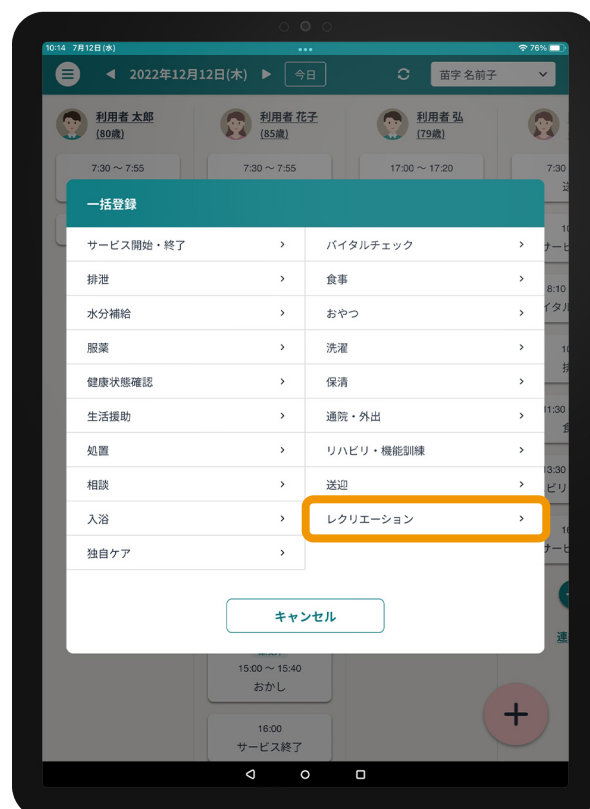 10:14 7月12日(水)
76%
2022年12月12日(木)
今日
苗字 名前子
利用者 太郎
(80歳)
利用者 花子
(85歳)
利用者 弘
(79歳)
7:30 ～ 7:55
7:30 ～ 7:55
17:00 ～ 17:20
7:30
一括登録
サービス開始・終了
バイタルチェック
排泄
食事
水分補給
おやつ
服薬
洗濯
健康状態確認
保清
生活援助
通院・外出
処置
リハビリ・機能訓練
相談
送迎
入浴
レクリエーション
独自ケア
キャンセル
8:10
11:30
13:30
15:00 ～ 15:40
おかし
16:00
サービス終了